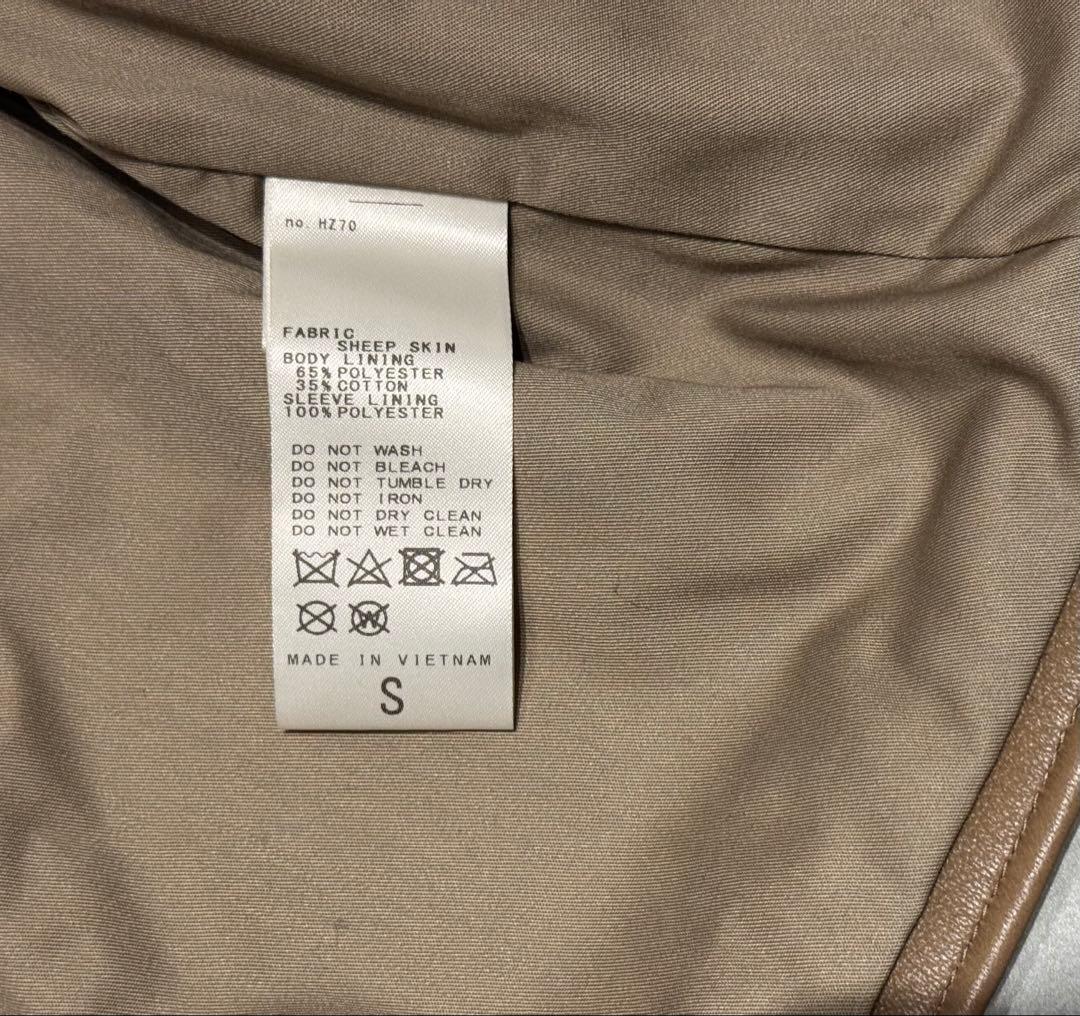 no. HZ70
FABRIC
SHEEP SKIN
BODY LINING
65% POLYESTER
35% COTTON
SLEEVE LINING
100% POLYESTER
DO NOT WASH
DO NOT BLEACH
DO NOT TUMBLE DRY
DO NOT IRON
DO NOT DRY CLEAN
DO NOT WET CLEAN
W
MADE IN VIETNAM
S